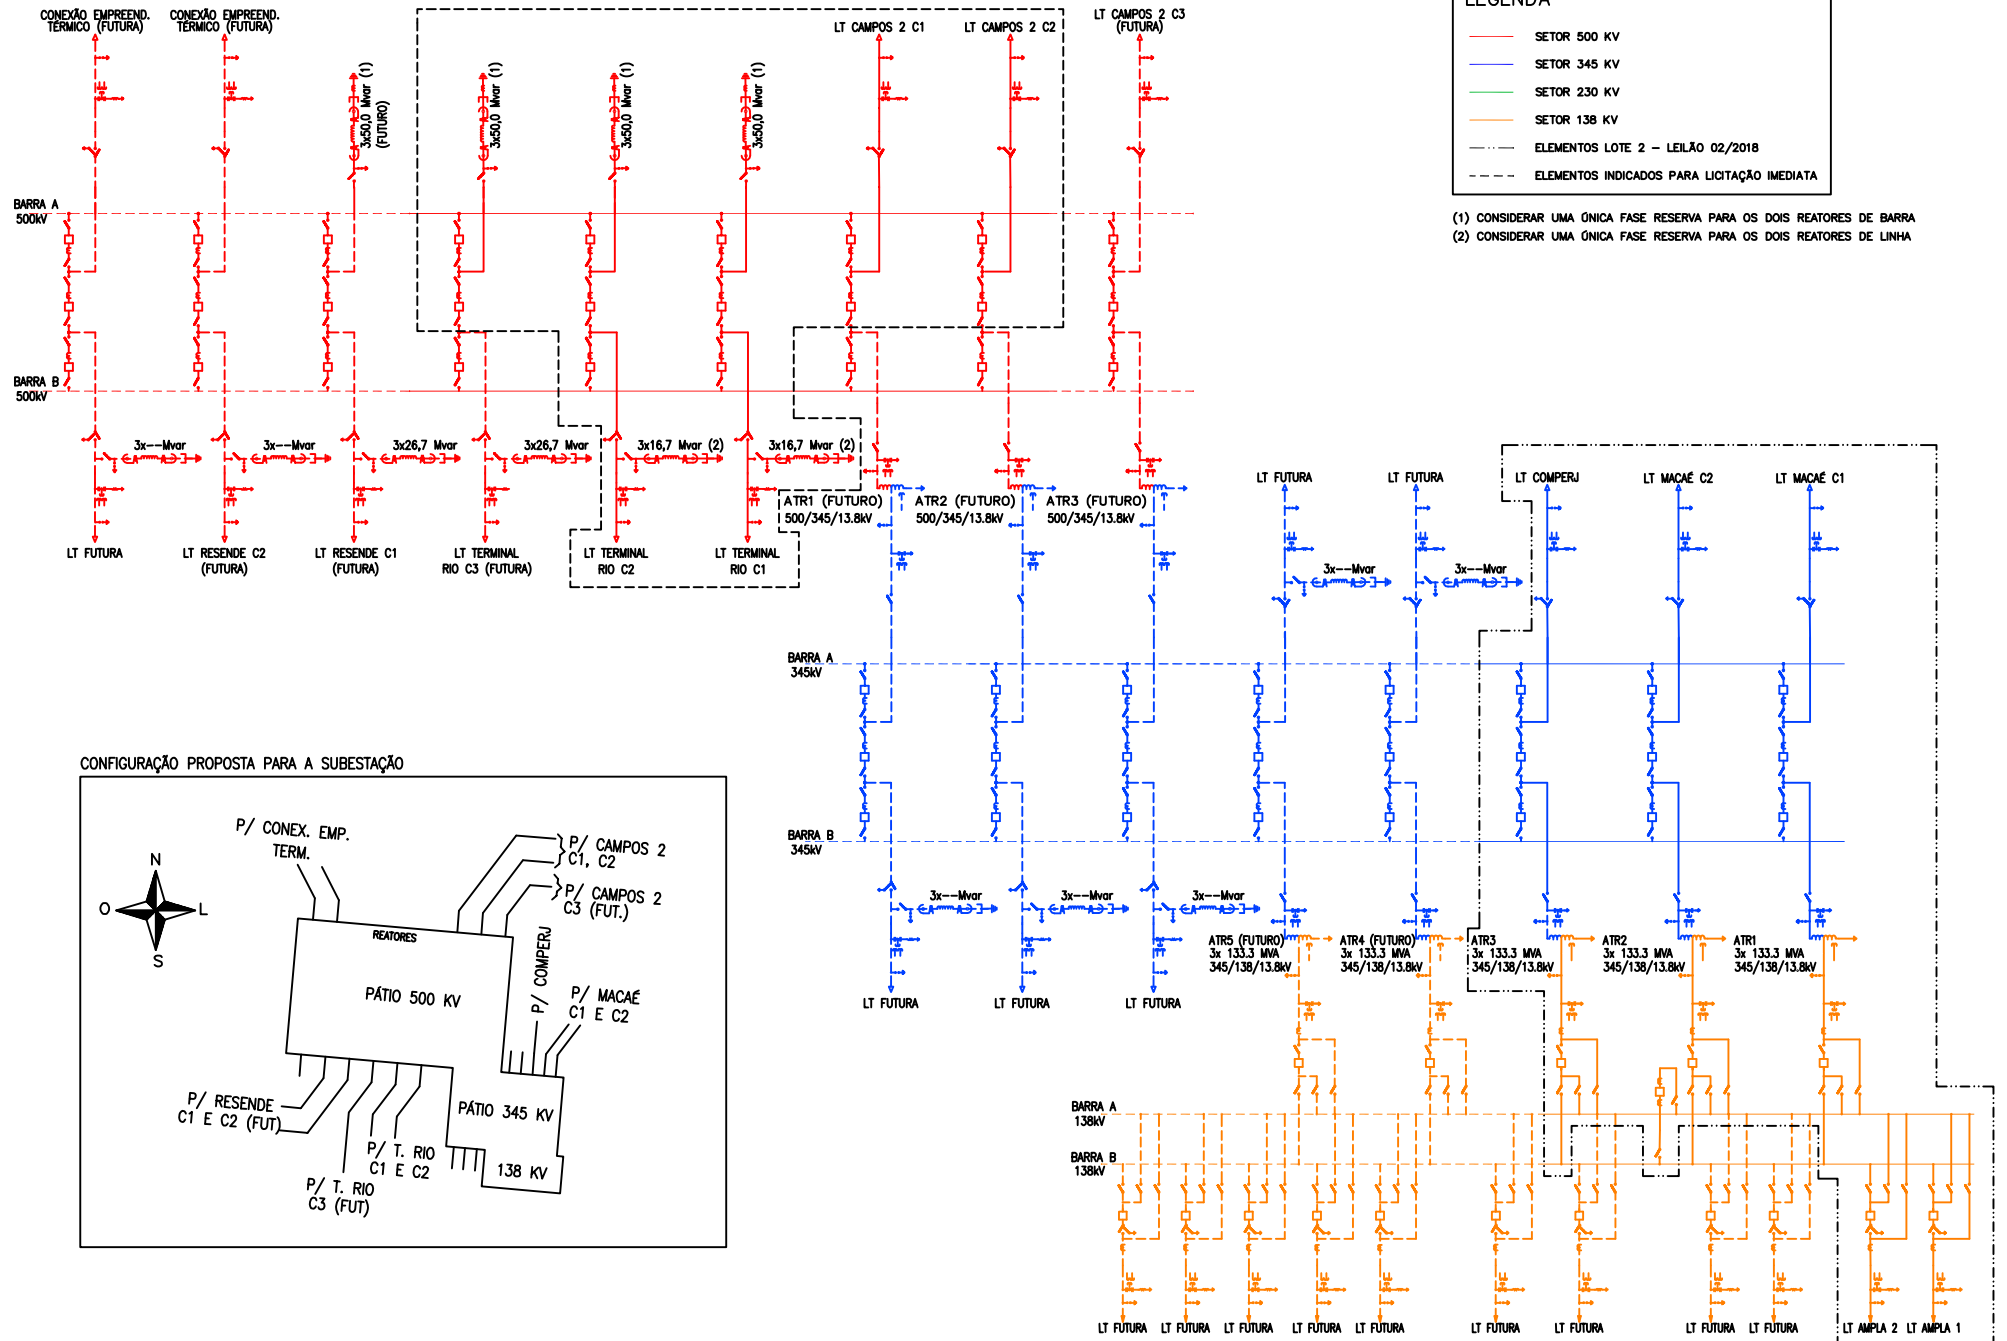 CONEXÃO EMPREEND.
TÉRMICO (FUTURA)
CONEXÃO EMPREEND.
TÉRMICO (FUTURA)
LT CAMPOS 2 C1
LT CAMPOS 2 C2
LT CAMPOS 2 C3
(FUTURA)
3x50,0 Mvar (1)
(FUTURO)
3x50,0 Mvar (1)
3x50,0 Mvar (1)
3x50,0 Mvar (1)
LEGENDA
SETOR 500 KV
SETOR 345 KV
SETOR 230 KV
SETOR 138 KV
ELEMENTOS LOTE 2 – LEILÃO 02/2018
ELEMENTOS INDICADOS PARA LICITAÇÃO IMEDIATA
(1) CONSIDERAR UMA ÚNICA FASE RESERVA PARA OS DOIS REATORES DE BARRA
(2) CONSIDERAR UMA ÚNICA FASE RESERVA PARA OS DOIS REATORES DE LINHA
BARRA A
500kV
BARRA B
500kV
3x--Mvar
3x--Mvar
3x26,7 Mvar
3x26,7 Mvar
3x16,7 Mvar (2)
3x16,7 Mvar (2)
LT FUTURA
LT RESENDE C2
(FUTURA)
LT RESENDE C1
(FUTURA)
LT TERMINAL
RIO C3 (FUTURA)
LT TERMINAL
RIO C2
LT TERMINAL
RIO C1
ATR1 (FUTURO)
500/345/13.8kV
ATR2 (FUTURO)
500/345/13.8kV
ATR3 (FUTURO)
500/345/13.8kV
LT FUTURA
LT FUTURA
LT COMPERJ
LT MACAÉ C2
LT MACAÉ C1
3x--Mvar
3x--Mvar
BARRA A
345kV
BARRA B
345kV
3x--Mvar
3x--Mvar
3x--Mvar
LT FUTURA
LT FUTURA
LT FUTURA
ATR5 (FUTURO)
3x 133.3 MVA
345/138/13.8kV
ATR4 (FUTURO)
3x 133.3 MVA
345/138/13.8kV
ATR3
3x 133.3 MVA
345/138/13.8kV
ATR2
3x 133.3 MVA
345/138/13.8kV
ATR1
3x 133.3 MVA
345/138/13.8kV
BARRA A
138kV
BARRA B
138kV
LT FUTURA
LT FUTURA
LT FUTURA
LT FUTURA
LT FUTURA
LT FUTURA
LT FUTURA
LT FUTURA
LT FUTURA
LT AMPLA 2
LT AMPLA 1
CONFIGURAÇÃO PROPOSTA PARA A SUBESTAÇÃO
N
O
L
S
P/ CONEX. EMP.
TERM.
P/ CAMPOS 2
C1, C2
P/ CAMPOS 2
C3 (FUT.)
REATORES
PÁTIO 500 KV
P/ COMPERJ
P/ MACAÉ
C1 E C2
P/ RESENDE
C1 E C2 (FUT)
PÁTIO 345 KV
P/ T. RIO
C1 E C2
138 KV
P/ T. RIO
C3 (FUT)